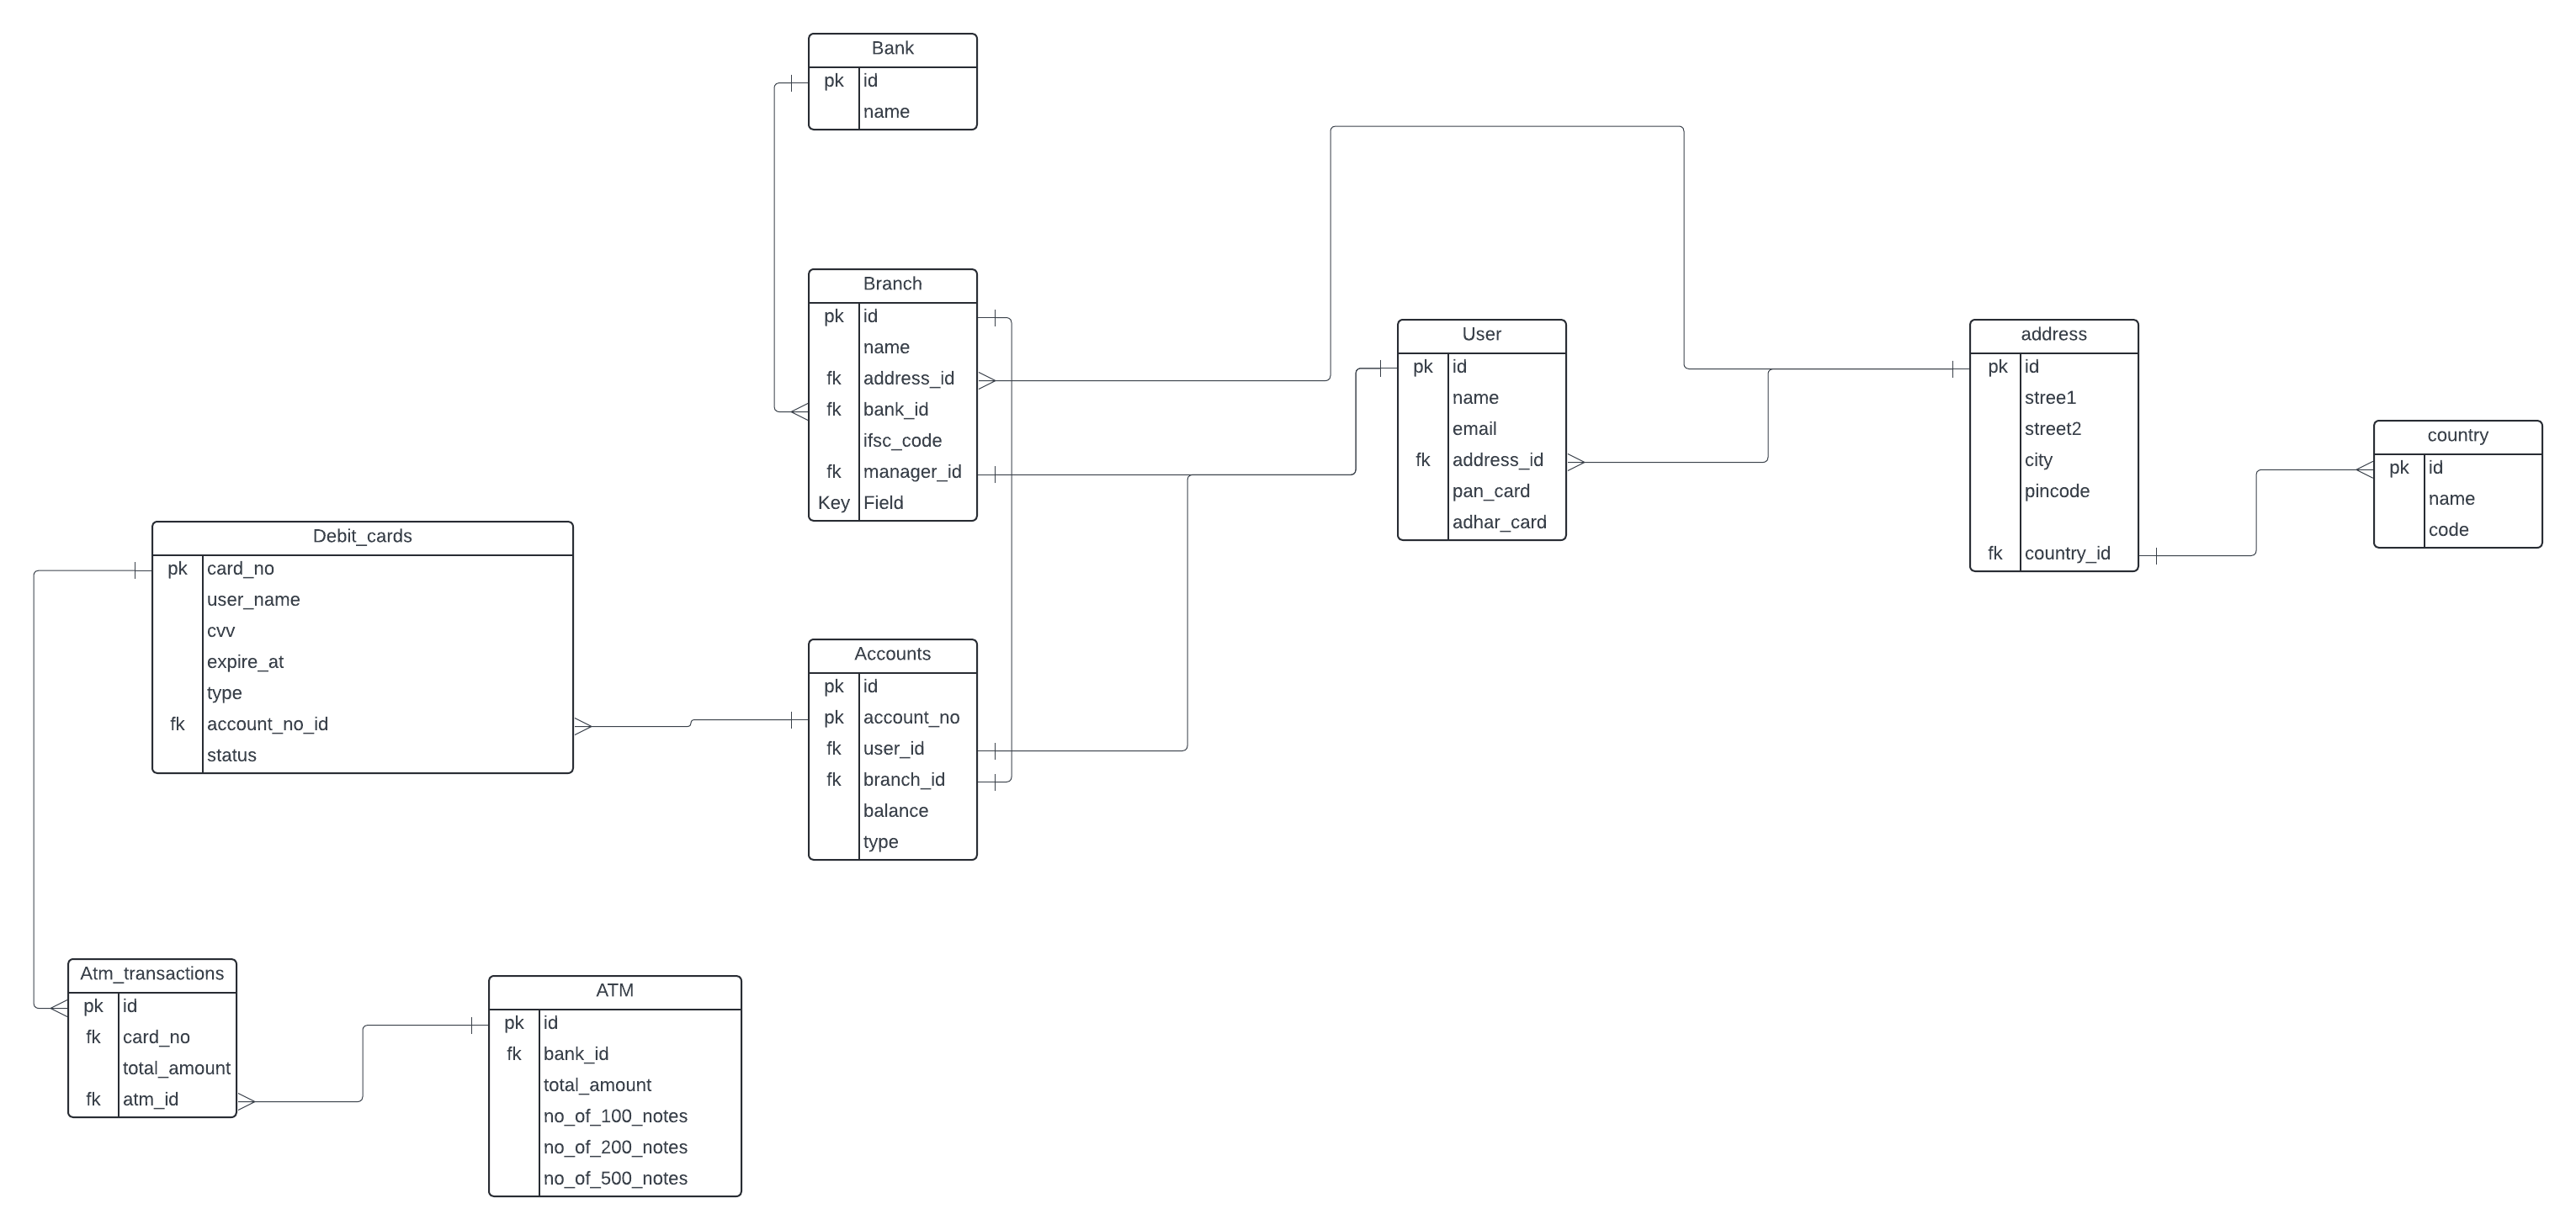 Bank
pk id
name
Branch
pk id
name
fk address_id
fk bank_id
ifsc_code
fk manager_id
Key Field
User
pk id
name
email
fk address_id
pan_card
adhar_card
address
pk id
stree1
street2
city
pincode
fk country_id
country
pk id
name
code
Debit_cards
pk card_no
user_name
cvv
expire_at
type
fk account_no_id
status
Accounts
pk id
pk account_no
fk user_id
fk branch_id
balance
type
Atm_transactions
pk id
fk card_no
total_amount
fk atm_id
ATM
pk id
fk bank_id
total_amount
no_of_100_notes
no_of_200_notes
no_of_500_notes